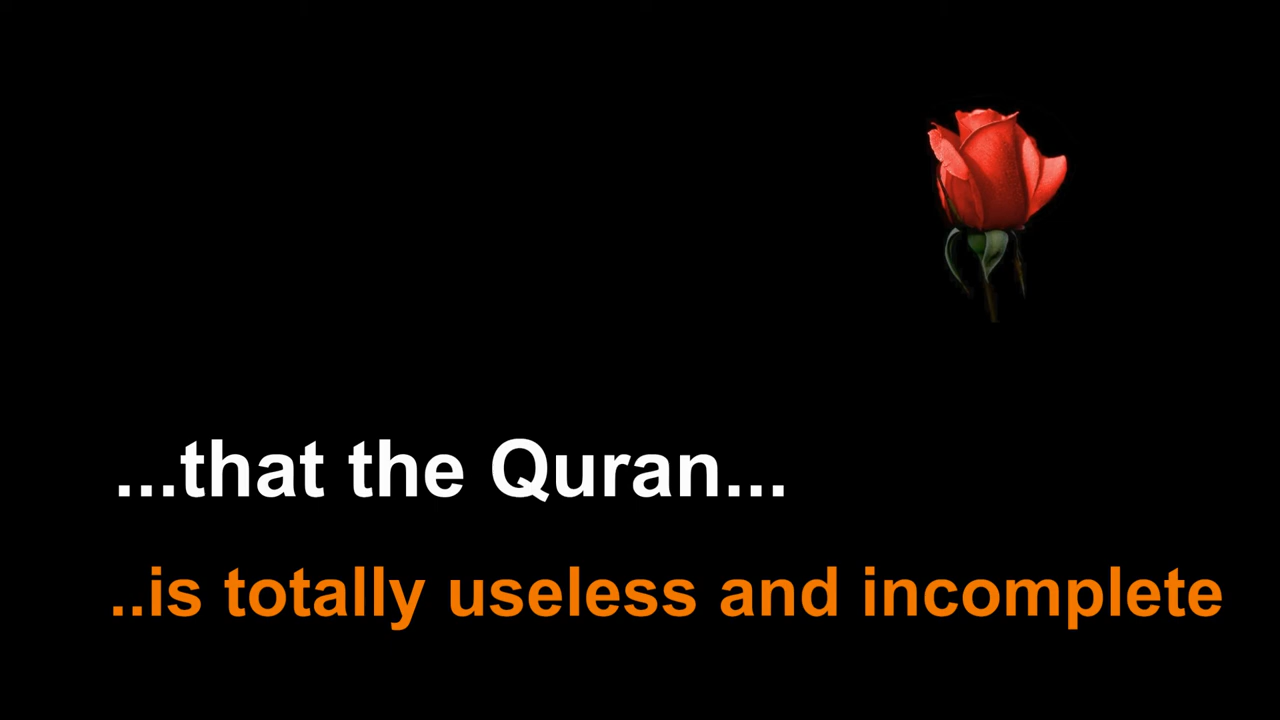 ...that the Quran...
..is totally useless and incomplete